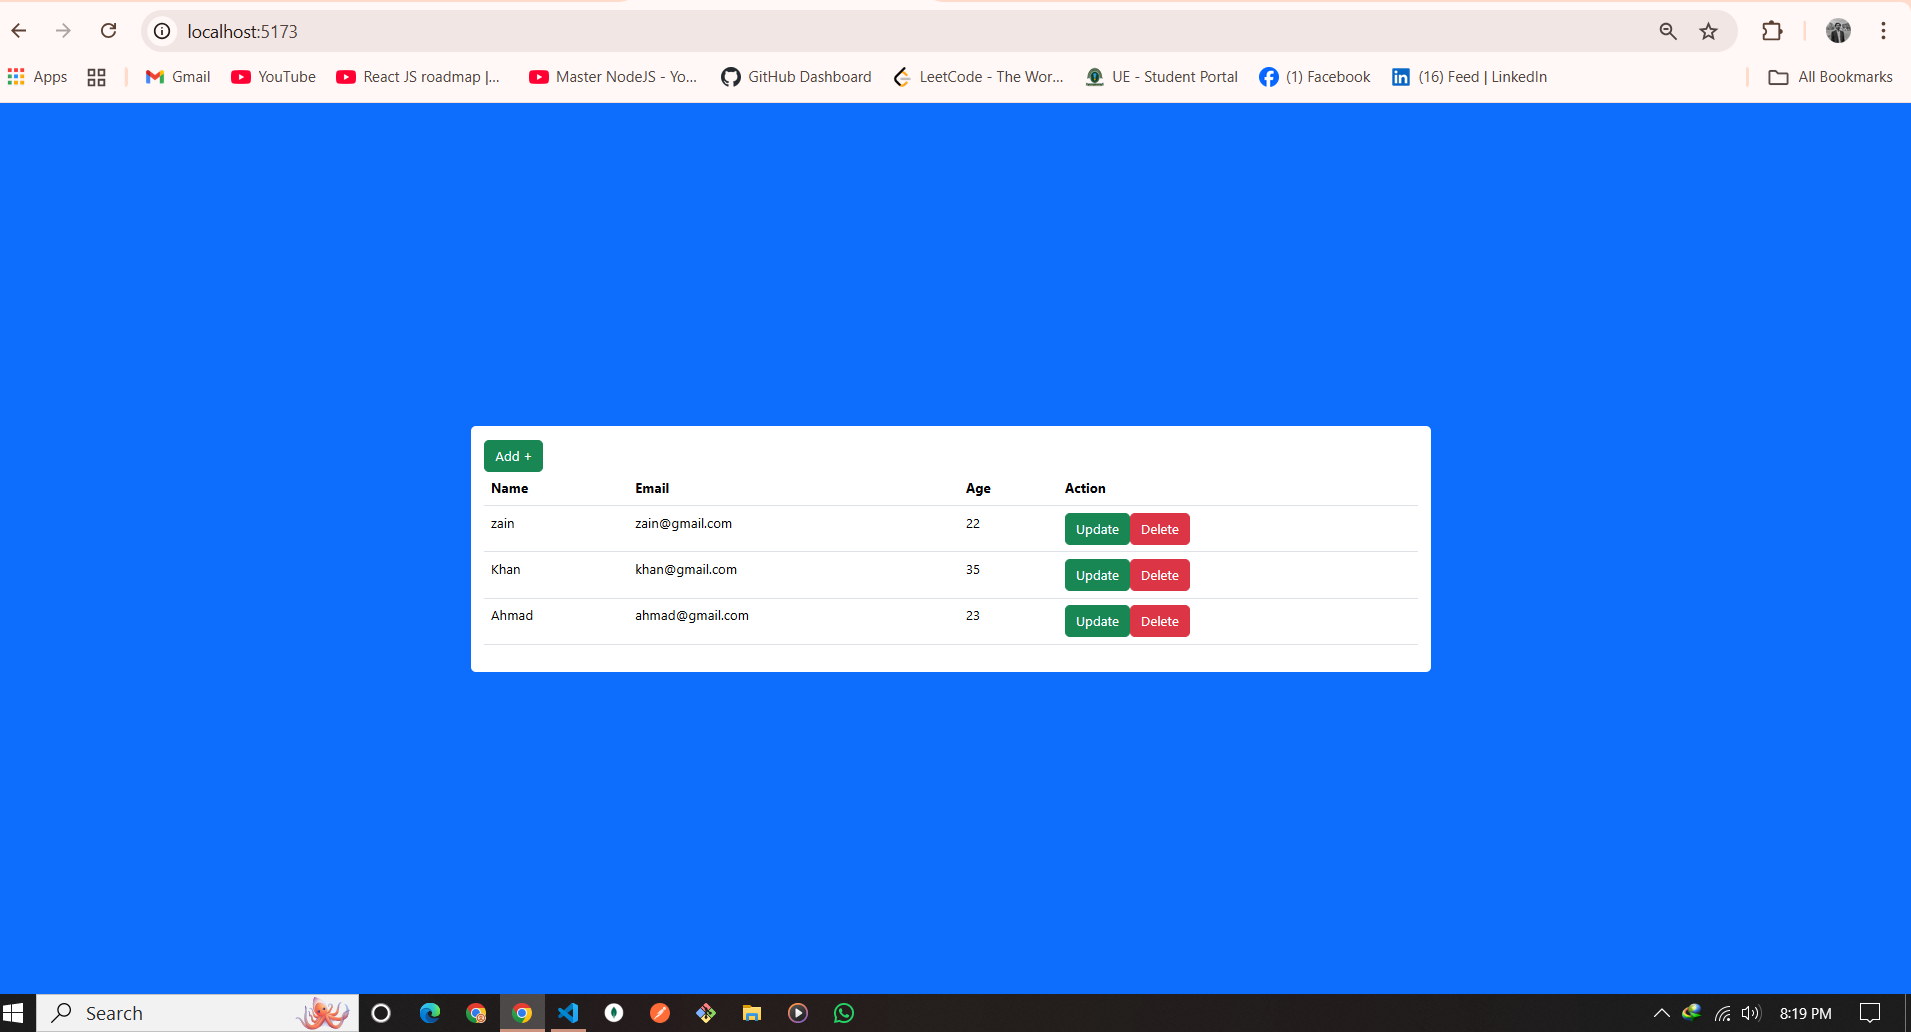 localhost:5173
Apps Gmail YouTube React JS roadmap |... Master NodeJS - Yo... GitHub Dashboard LeetCode - The Wor... UE - Student Portal (1) Facebook (16) Feed | LinkedIn All Bookmarks
Add +
Name Email Age Action
zain zain@gmail.com 22 Update Delete
Khan khan@gmail.com 35 Update Delete
Ahmad ahmad@gmail.com 23 Update Delete
Search 8:19 PM